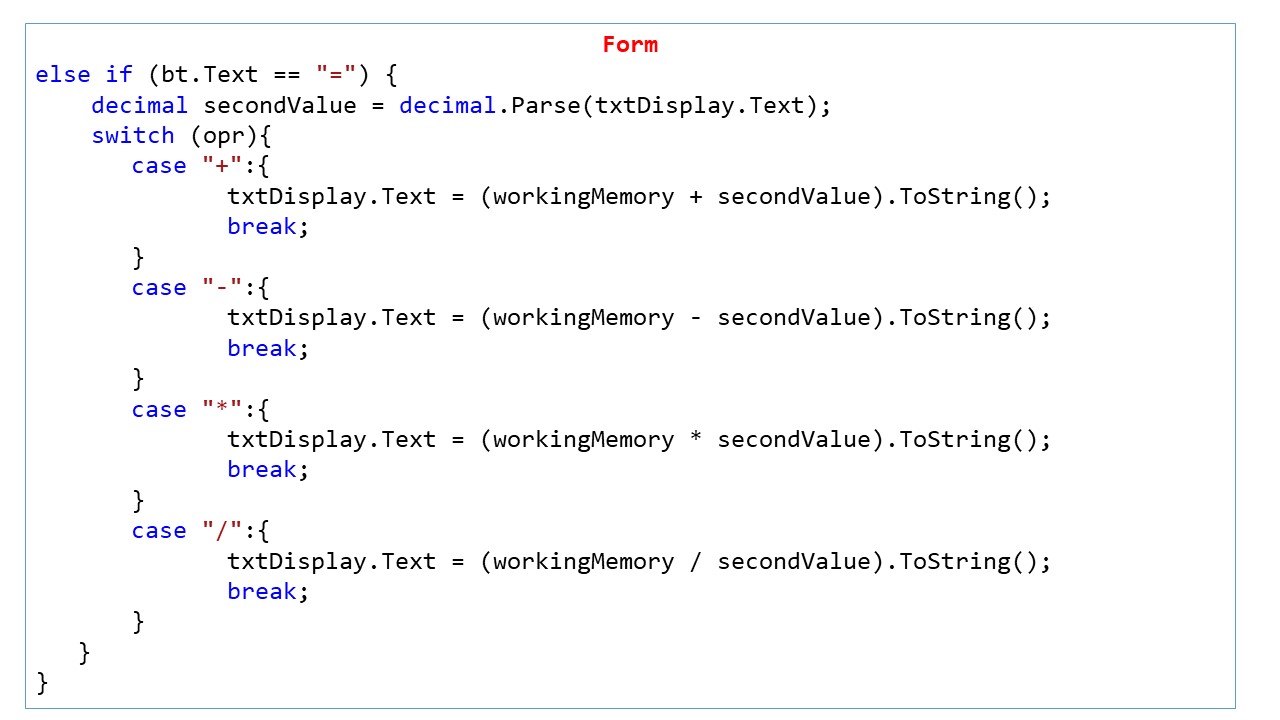 Form
else if (bt.Text == "=") {
    decimal secondValue = decimal.Parse(txtDisplay.Text);
    switch (opr){
       case "+":{
              txtDisplay.Text = (workingMemory + secondValue).ToString();
              break;
       }
       case "-":{
              txtDisplay.Text = (workingMemory - secondValue).ToString();
              break;
       }
       case "*":{
              txtDisplay.Text = (workingMemory * secondValue).ToString();
              break;
       }
       case "/":{
              txtDisplay.Text = (workingMemory / secondValue).ToString();
              break;
       }
   }
}